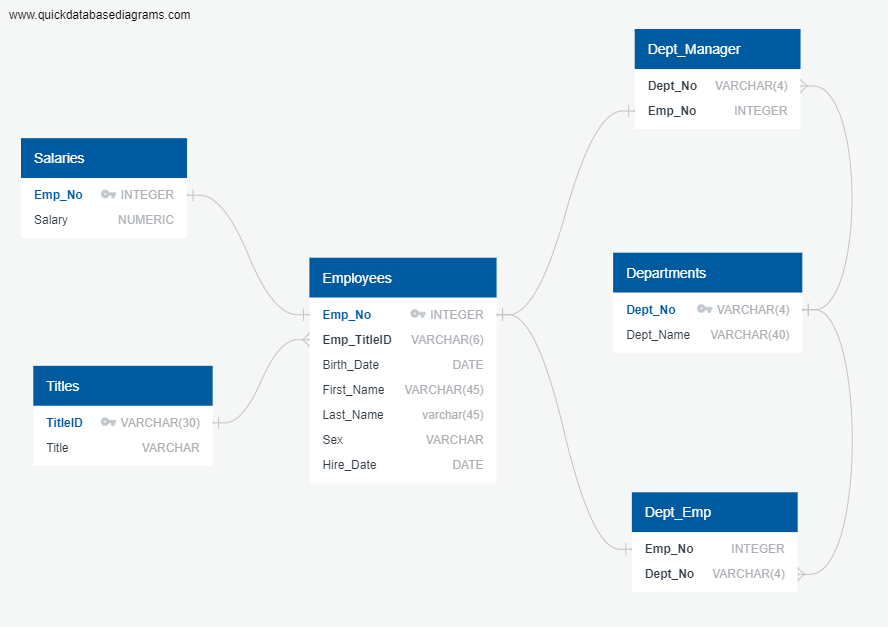 www.quickdatabasediagrams.com
Dept_Manager
Dept_No VARCHAR(4)
Emp_No INTEGER
Salaries
Emp_No INTEGER
Salary NUMERIC
Employees
Emp_No INTEGER
Emp_TitleID VARCHAR(6)
Birth_Date DATE
First_Name VARCHAR(45)
Last_Name varchar(45)
Sex VARCHAR
Hire_Date DATE
Departments
Dept_No VARCHAR(4)
Dept_Name VARCHAR(40)
Titles
TitleID VARCHAR(30)
Title VARCHAR
Dept_Emp
Emp_No INTEGER
Dept_No VARCHAR(4)